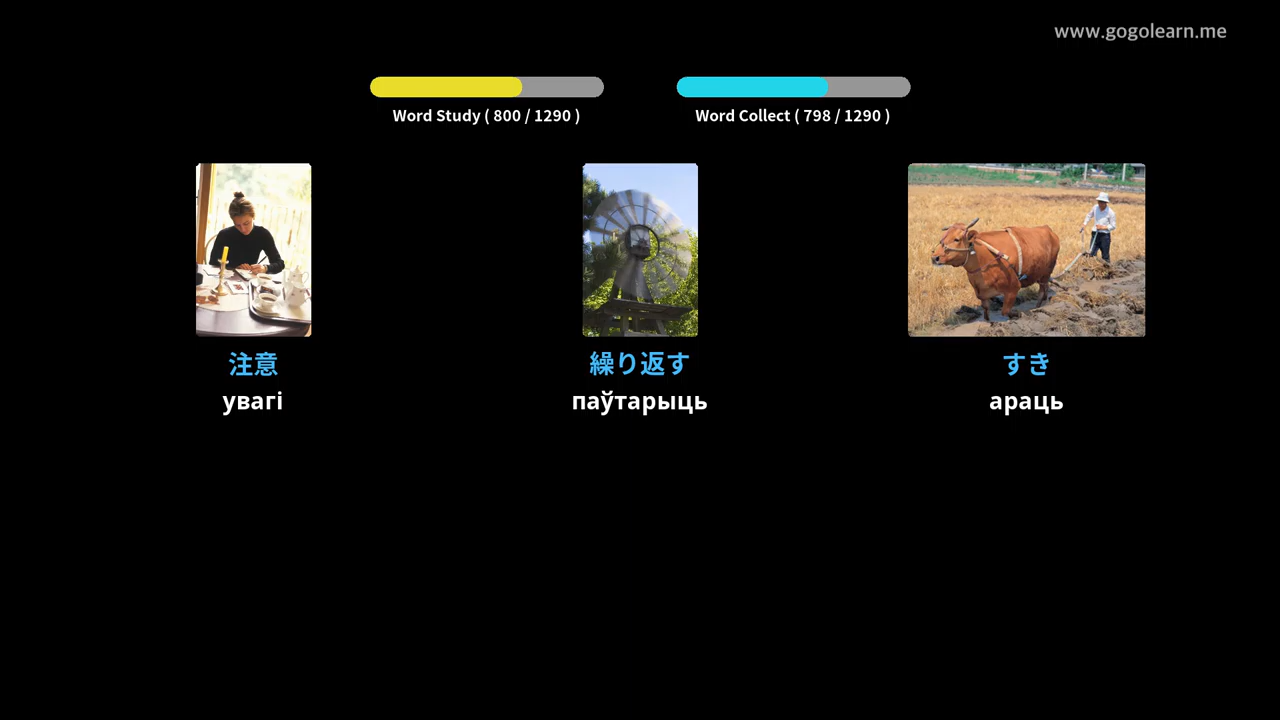 www.gogolearn.me
Word Study ( 800 / 1290 )
Word Collect ( 798 / 1290 )
注意
увагі
繰り返す
паўтарыць
すき
араць